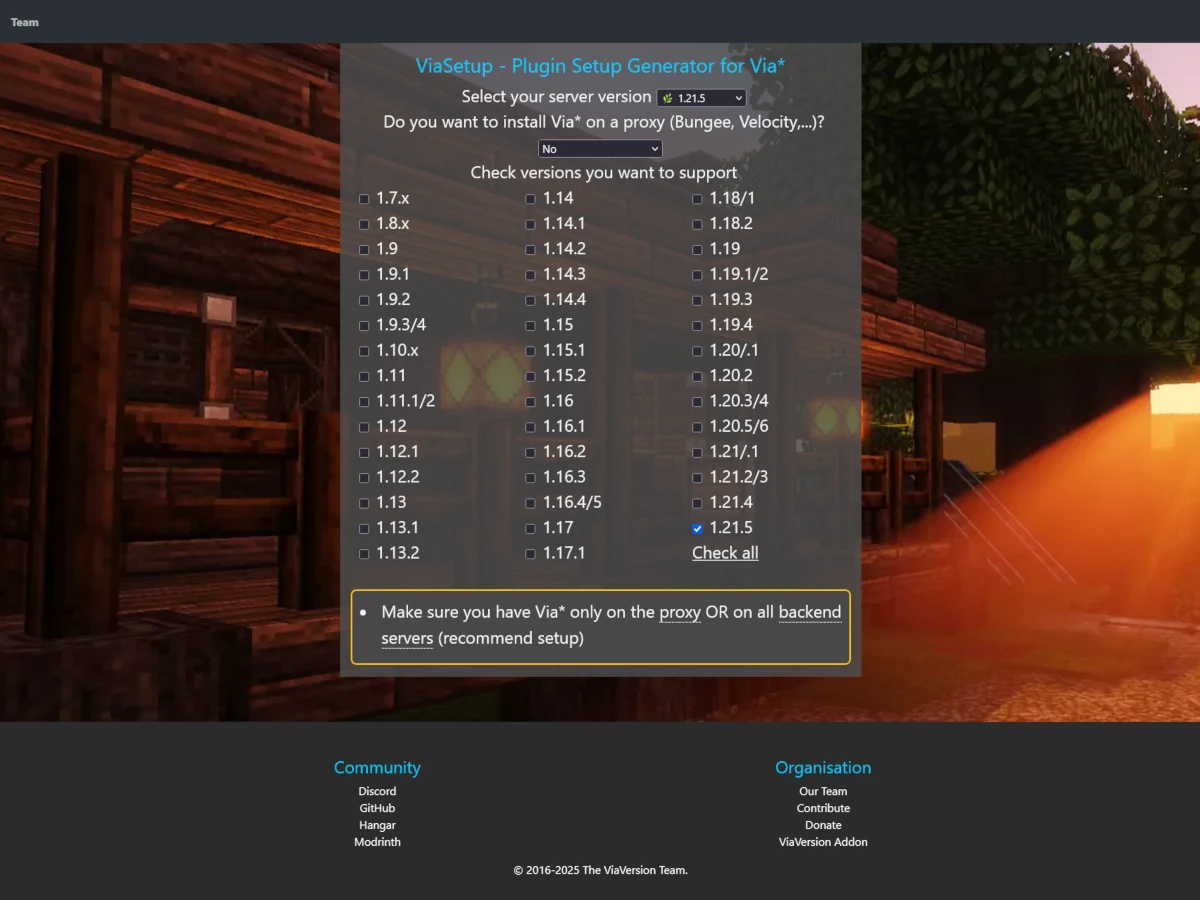 Team
ViaSetup - Plugin Setup Generator for Via*
Select your server version 1.21.5
Do you want to install Via* on a proxy (Bungee, Velocity,...)?
No
Check versions you want to support
1.7.x
1.8.x
1.9
1.9.1
1.9.2
1.9.3/4
1.10.x
1.11
1.11.1/2
1.12
1.12.1
1.12.2
1.13
1.13.1
1.13.2
1.14
1.14.1
1.14.2
1.14.3
1.14.4
1.15
1.15.1
1.15.2
1.16
1.16.1
1.16.2
1.16.3
1.16.4/5
1.17
1.17.1
1.18/1
1.18.2
1.19
1.19.1/2
1.19.3
1.19.4
1.20/.1
1.20.2
1.20.3/4
1.20.5/6
1.21/.1
1.21.2/3
1.21.4
1.21.5
Check all
• Make sure you have Via* only on the proxy OR on all backend
servers (recommend setup)
Community
Discord
GitHub
Hangar
Modrinth
Organisation
Our Team
Contribute
Donate
ViaVersion Addon
© 2016-2025 The ViaVersion Team.